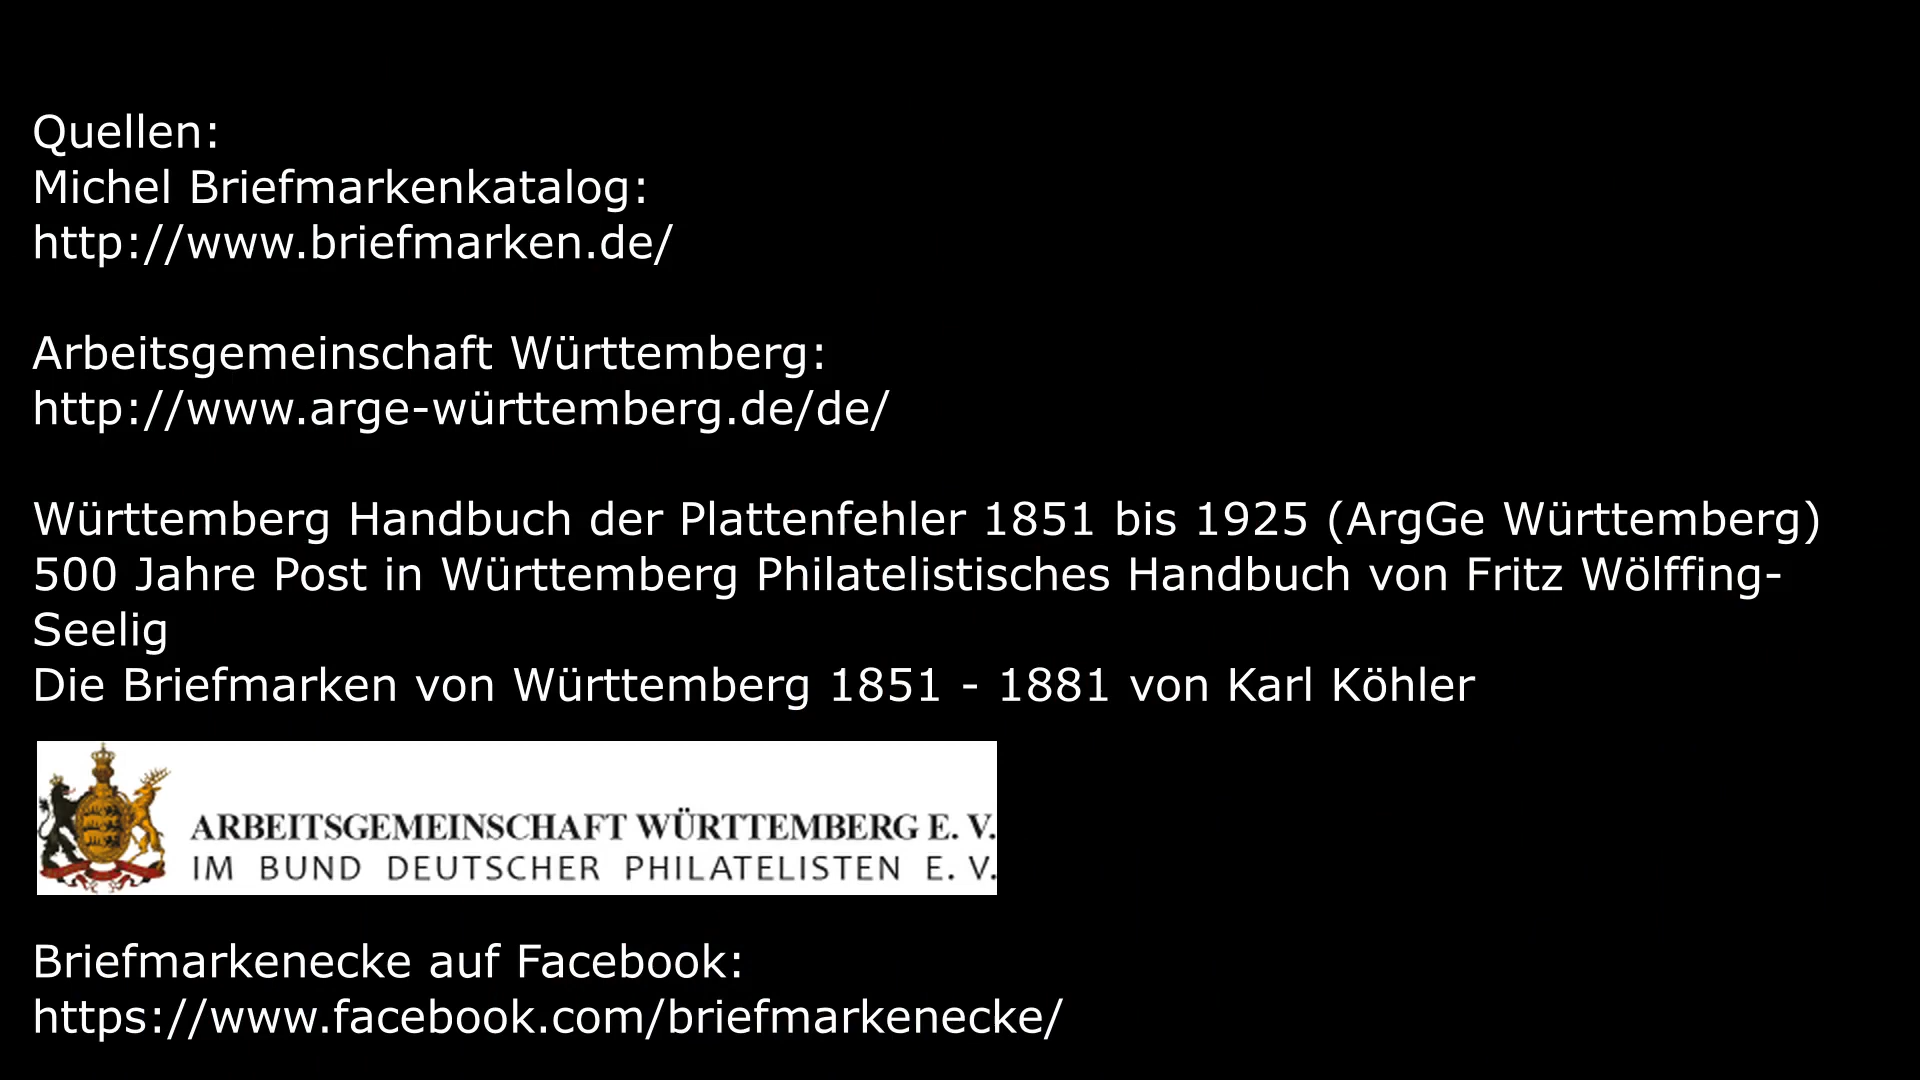 Quellen:
Michel Briefmarkenkatalog:
http://www.briefmarken.de/
Arbeitsgemeinschaft Württemberg:
http://www.arge-württemberg.de/de/
Württemberg Handbuch der Plattenfehler 1851 bis 1925 (ArgGe Württemberg)
500 Jahre Post in Württemberg Philatelistisches Handbuch von Fritz Wölffing-
Seelig
Die Briefmarken von Württemberg 1851 - 1881 von Karl Köhler
ARBEITSGEMEINSCHAFT WÜRTTEMBERG E. V.
IM BUND DEUTSCHER PHILATELISTEN E. V.
Briefmarkenecke auf Facebook:
https://www.facebook.com/briefmarkenecke/